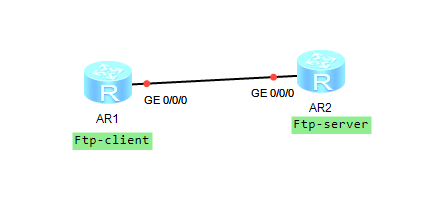 R
GE 0/0/0
AR1
Ftp-client
R
GE 0/0/0
AR2
Ftp-server